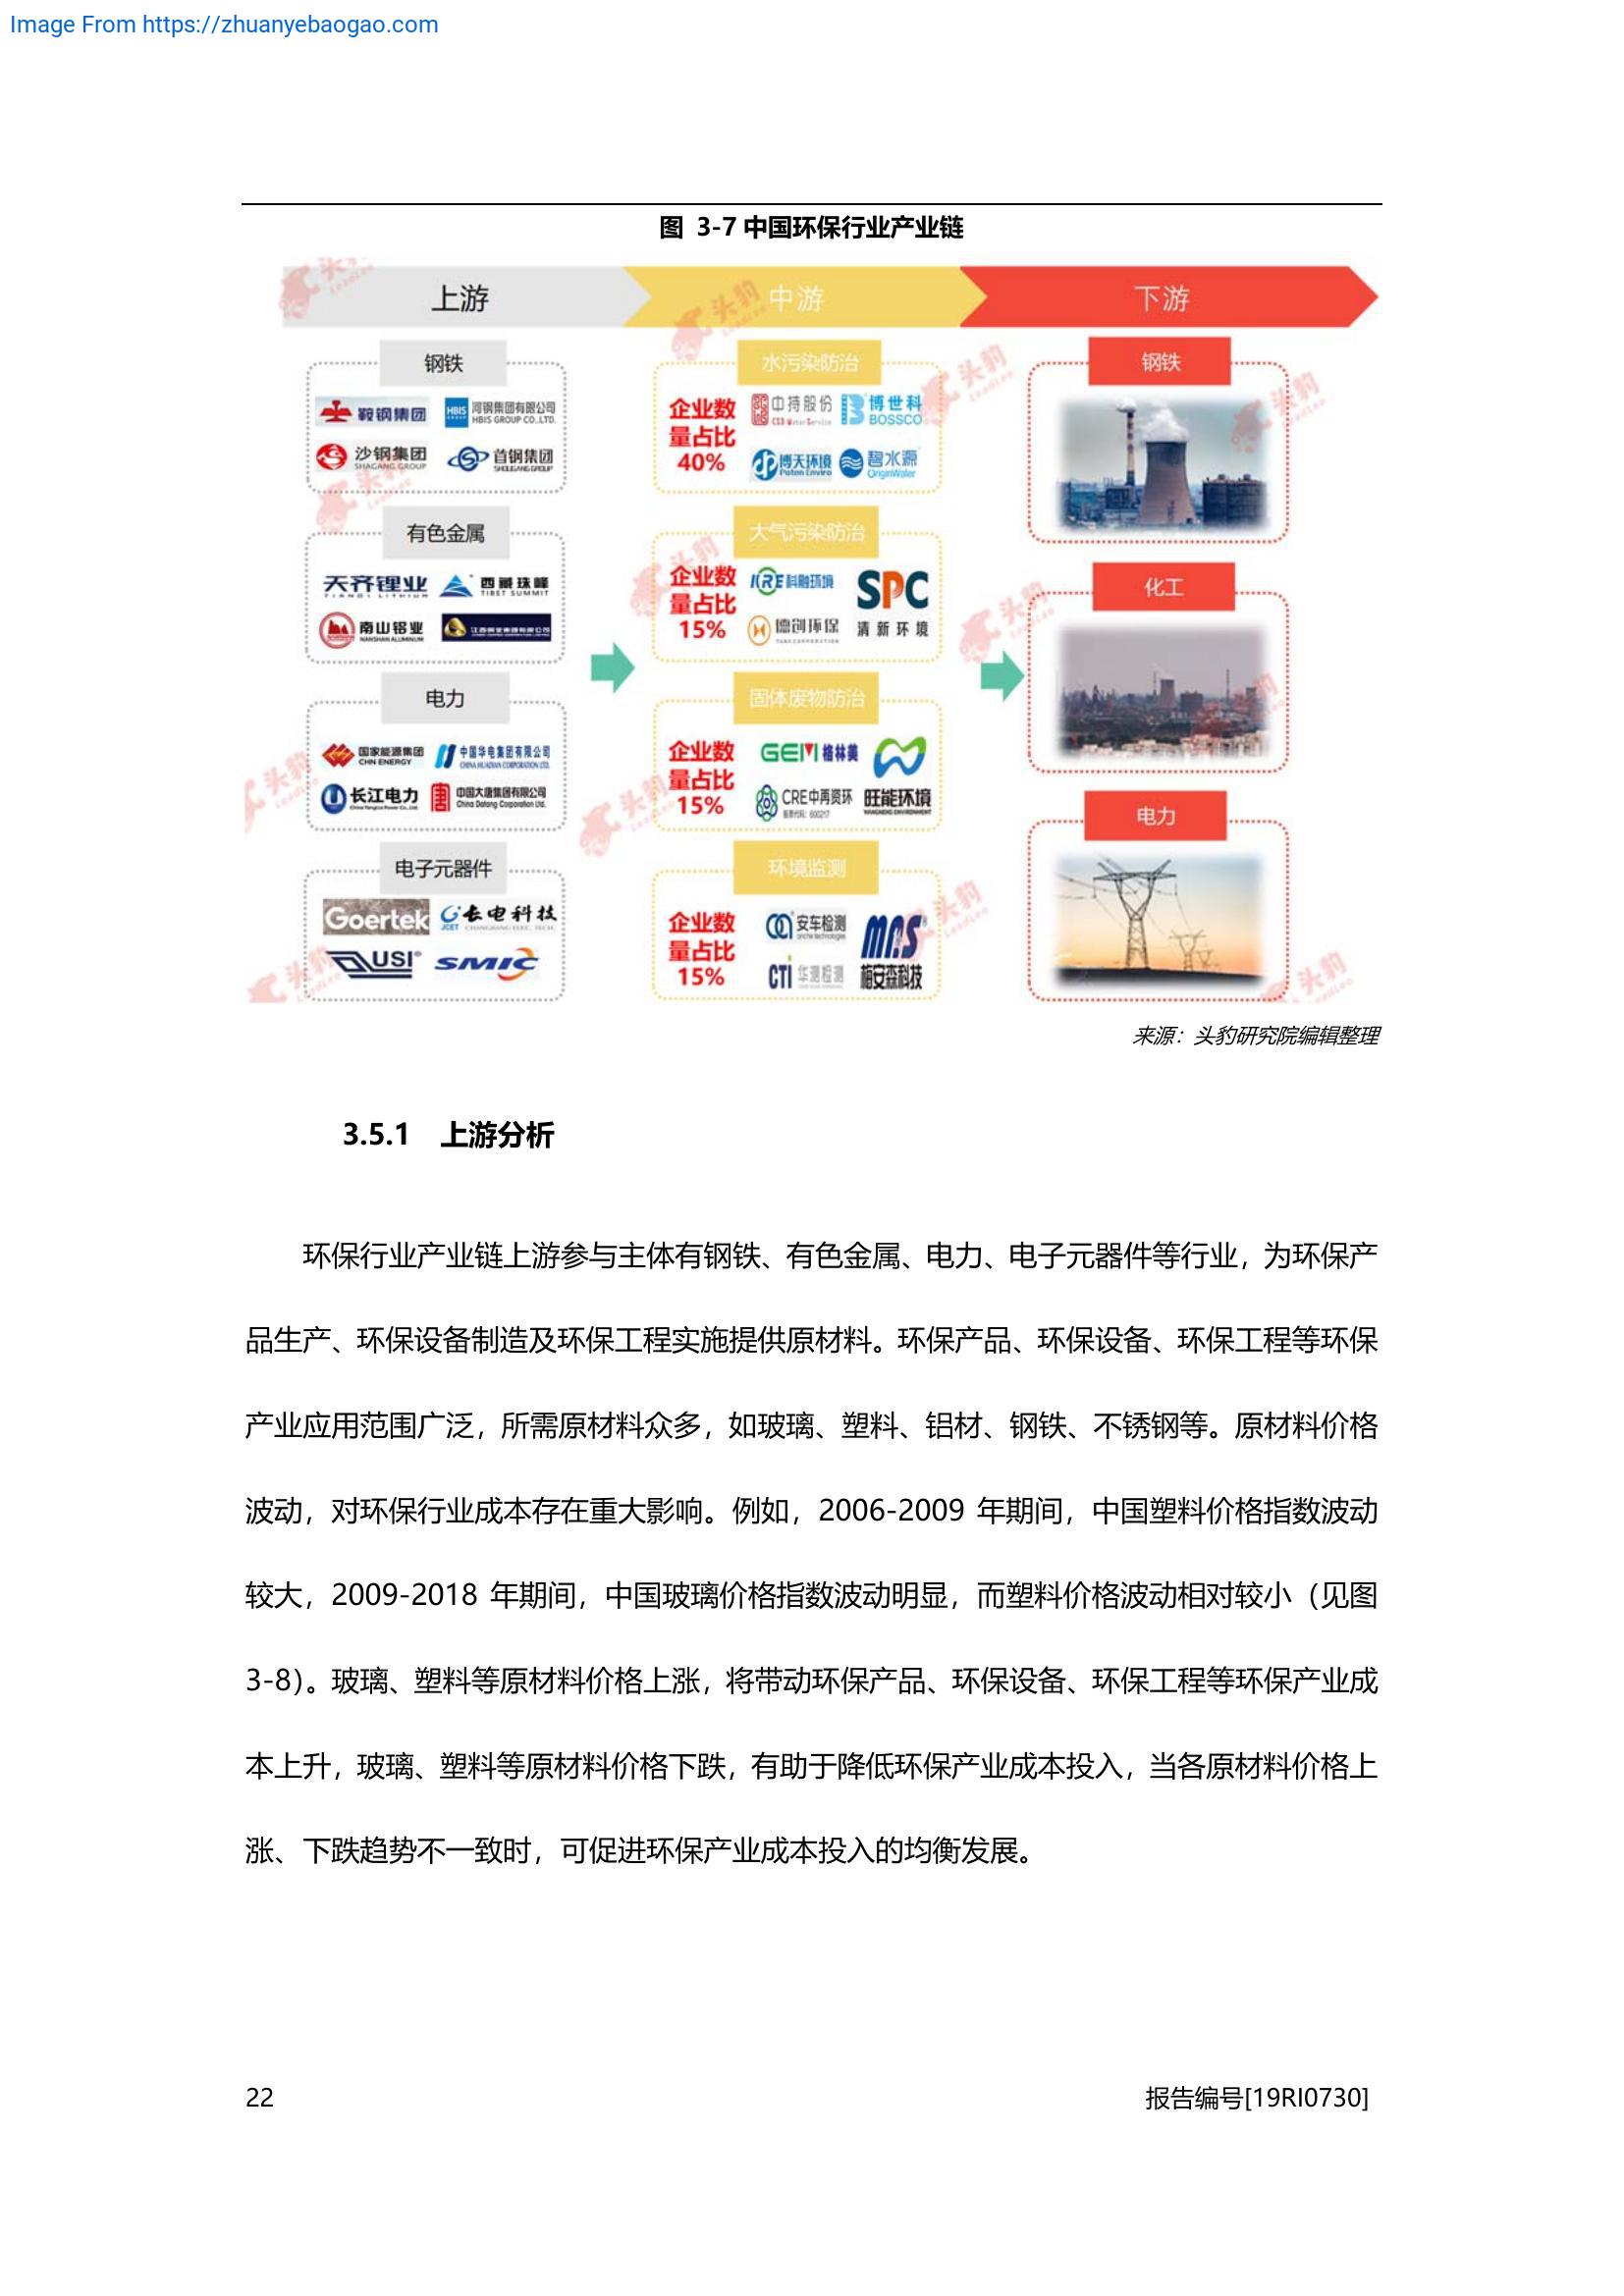 Image From https://zhuanyebaogao.com
图 3-7 中国环保行业产业链
上游
中游
下游
钢铁
鞍钢集团
HBIS 河钢集团有限公司
HBIS GROUP CO.,LTD.
沙钢集团
SHAGANG GROUP
首钢集团
SHOUGANG GROUP
有色金属
天齐锂业
TIANQI LITHIUM
西藏珠峰
TIBET SUMMIT
南山铝业
NANSHAN ALUMINIUM
电力
国家能源集团
CHN ENERGY
中国华电集团有限公司
CHINA HUADIAN CORPORATION LTD.
长江电力
中国大唐集团有限公司
China Datang Corporation Ltd.
电子元器件
Goertek
长电科技
JCET
USI
SMIC
水污染防治
企业数
量占比
40%
中持股份
CSD Water Service
博世科
BOSSCO
博天环境
Poten Enviro
碧水源
OriginWater
大气污染防治
企业数
量占比
15%
科融环境
SPC
清新环境
德创环保
固体废物防治
企业数
量占比
15%
GEM 格林美
CRE中再资环
股票代码：600217
旺能环境
WANGNENG ENVIRONMENT
环境监测
企业数
量占比
15%
安车检测
anche technologies
MAS
CTI 华测检测
梅安森科技
钢铁
化工
电力
头豹
LeadLeo
来源：头豹研究院编辑整理
3.5.1 上游分析
环保行业产业链上游参与主体有钢铁、有色金属、电力、电子元器件等行业，为环保产
品生产、环保设备制造及环保工程实施提供原材料。环保产品、环保设备、环保工程等环保
产业应用范围广泛，所需原材料众多，如玻璃、塑料、铝材、钢铁、不锈钢等。原材料价格
波动，对环保行业成本存在重大影响。例如，2006-2009 年期间，中国塑料价格指数波动
较大，2009-2018 年期间，中国玻璃价格指数波动明显，而塑料价格波动相对较小（见图
3-8）。玻璃、塑料等原材料价格上涨，将带动环保产品、环保设备、环保工程等环保产业成
本上升，玻璃、塑料等原材料价格下跌，有助于降低环保产业成本投入，当各原材料价格上
涨、下跌趋势不一致时，可促进环保产业成本投入的均衡发展。
22
报告编号[19RI0730]